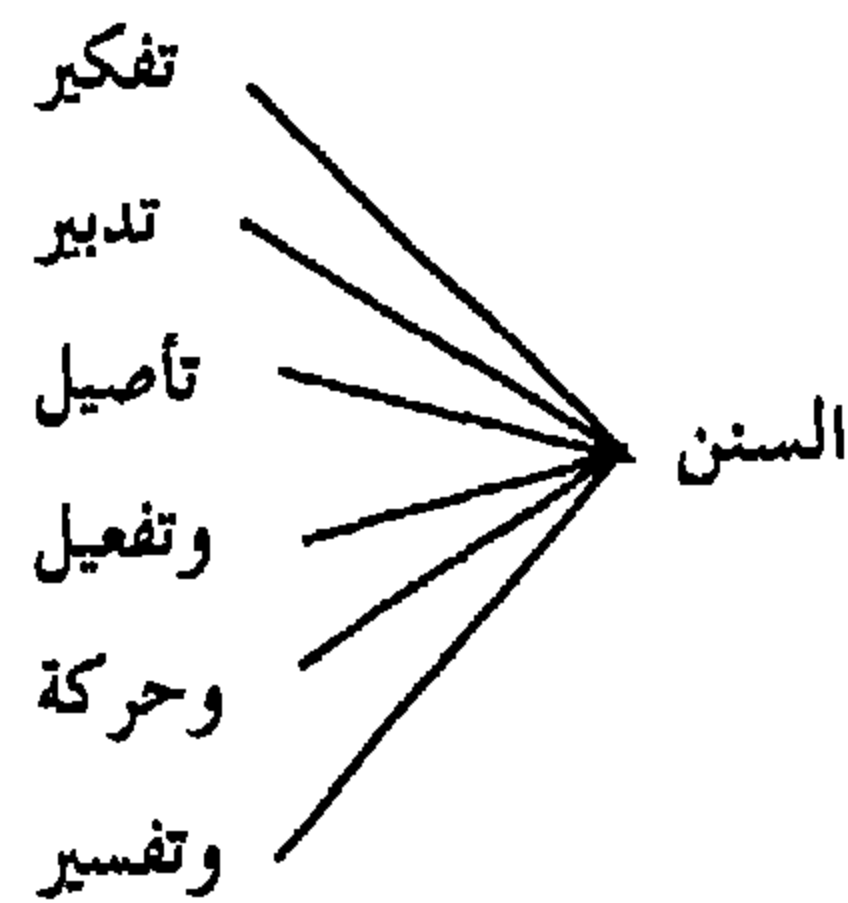 السنن
تفكير
تدبير
تأصيل
وتفعيل
وحركة
وتفسير